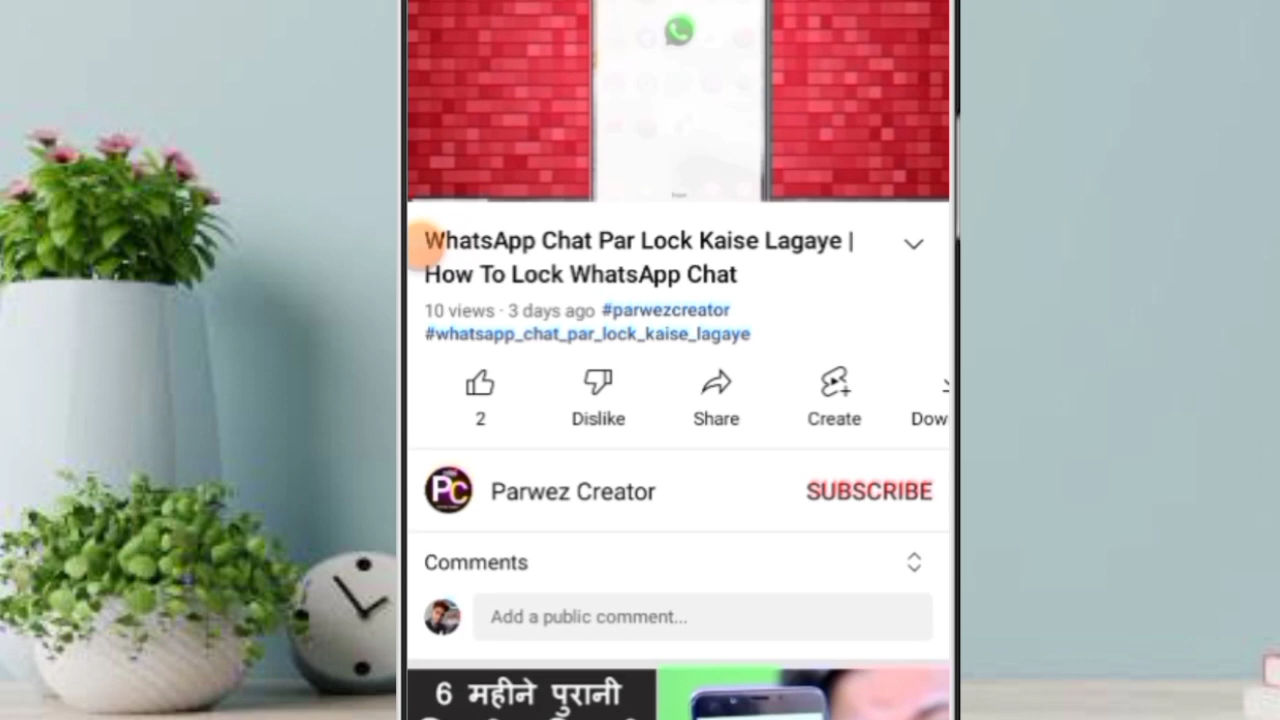 WhatsApp Chat Par Lock Kaise Lagaye |
How To Lock WhatsApp Chat
10 views · 3 days ago #parwezcreator
#whatsapp_chat_par_lock_kaise_lagaye
2 Dislike Share Create Dow
PC Parwez Creator SUBSCRIBE
Comments
Add a public comment...
6 महीने पुरानी